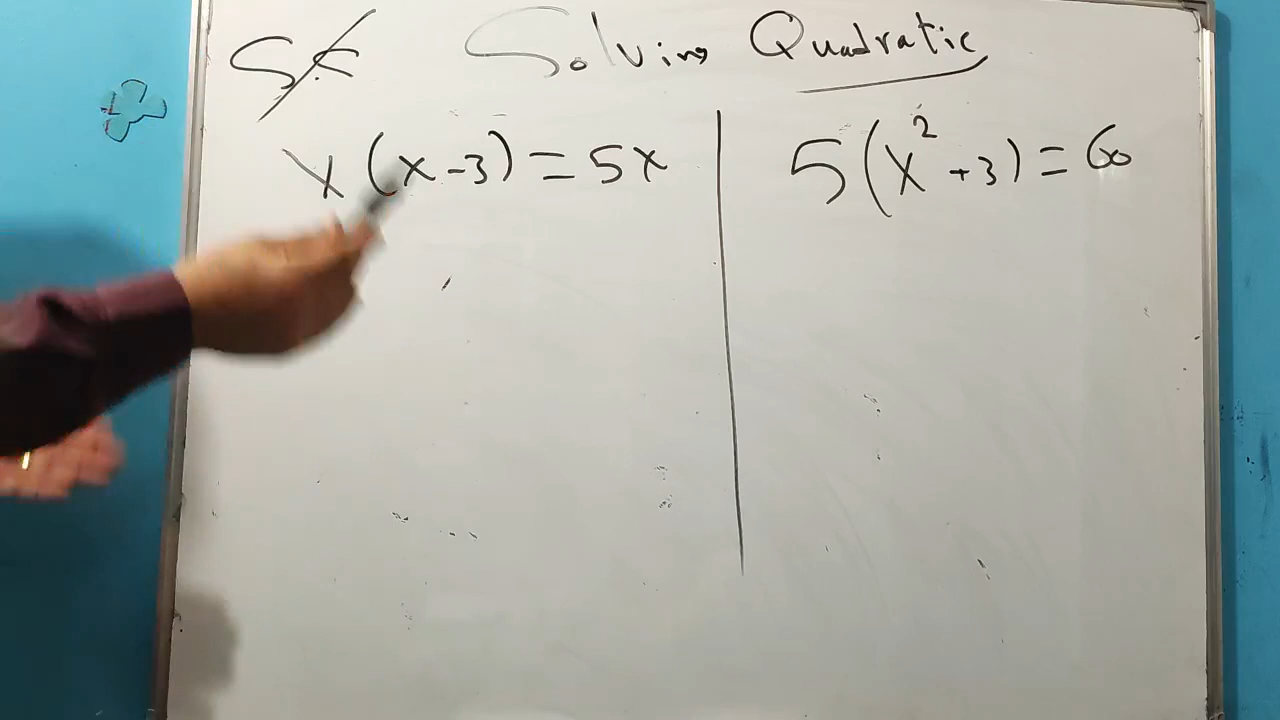 S/S Solving Quadratic
x(x-3)=5x
5(x²+3)=60